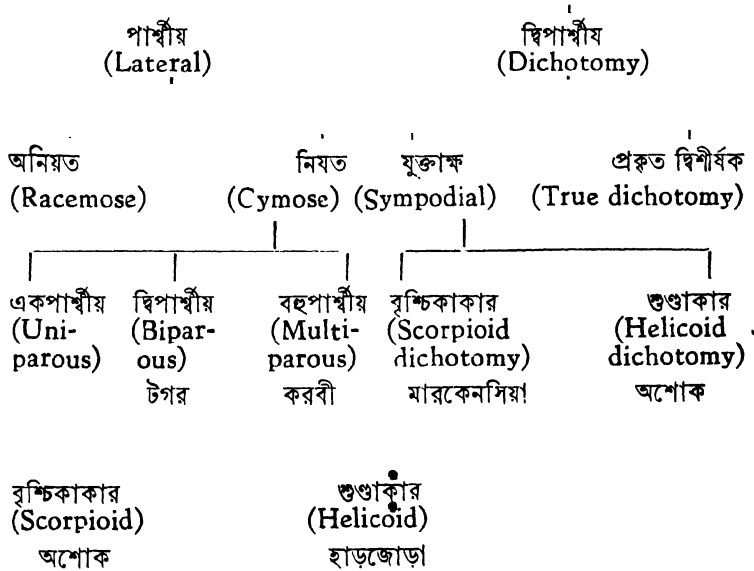 পার্শ্বীয় দ্বিপার্শ্বীয
(Lateral) (Dichotomy)
অনিয়ত নিযত যুক্তাক্ষ প্রকৃত দ্বিশীর্ষক
(Racemose) (Cymose) (Sympodial) (True dichotomy)
একপার্শ্বীয় দ্বিপার্শ্বীয় বহুপার্শ্বীয় বৃশ্চিকাকার শুণ্ডাকার
(Uni- (Bipar- (Multi- (Scorpioid (Helicoid
parous) ous) parous) dichotomy) dichotomy)
টগর করবী মারকেনসিয়া অশোক
বৃশ্চিকাকার শুণ্ডাকার
(Scorpioid) (Helicoid)
অশোক হাড়জোড়া